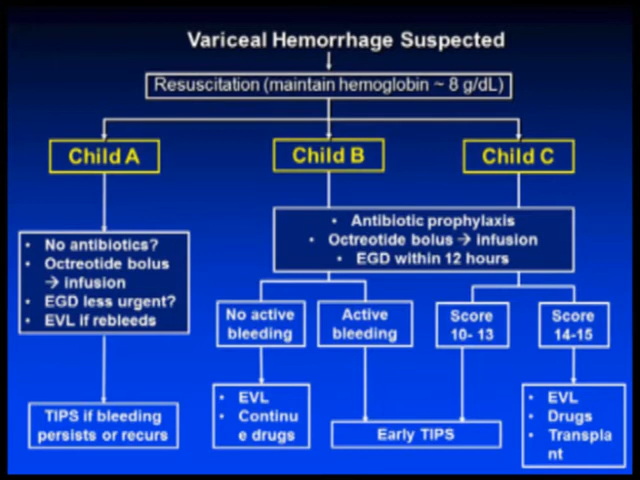 Variceal Hemorrhage Suspected
Resuscitation (maintain hemoglobin ~ 8 g/dL)
Child A
Child B
Child C
• Antibiotic prophylaxis
• Octreotide bolus → infusion
• EGD within 12 hours
• No antibiotics?
• Octreotide bolus
→ infusion
• EGD less urgent?
• EVL if rebleeds
No active
bleeding
Active
bleeding
Score
10- 13
Score
14-15
TIPS if bleeding
persists or recurs
• EVL
• Continu
e drugs
Early TIPS
• EVL
• Drugs
• Transpla
nt